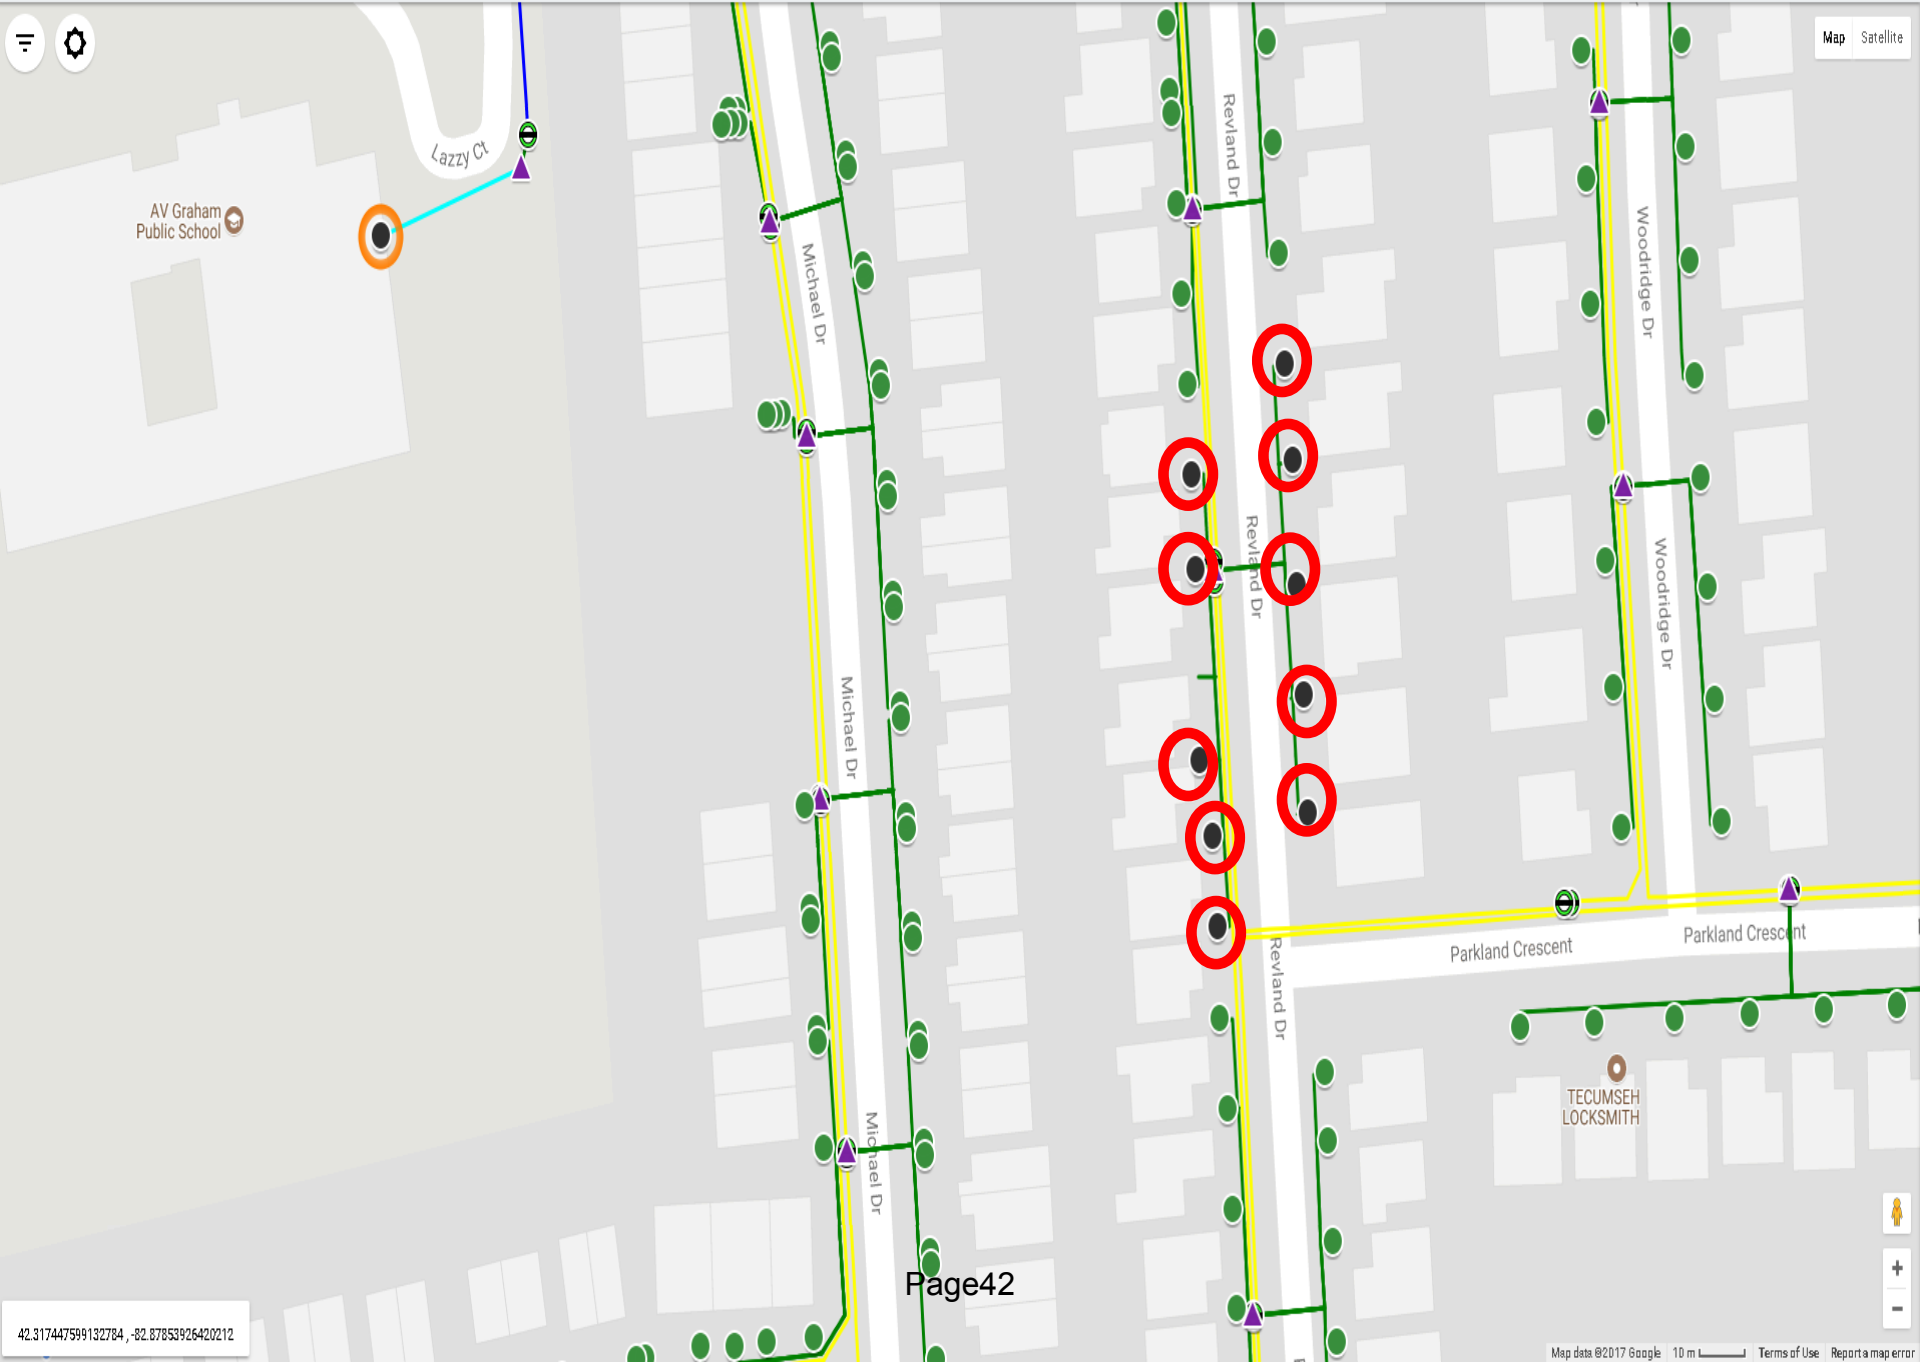 Map Satellite
Lazzy Ct
AV Graham
Public School
Michael Dr
Michael Dr
Michael Dr
Revland Dr
Revland Dr
Revland Dr
Woodridge Dr
Woodridge Dr
Parkland Crescent
Parkland Crescent
TECUMSEH
LOCKSMITH
Page42
42.317447599132784 , -82.87853926420212
+
−
Map data ©2017 Google 10 m Terms of Use Report a map error